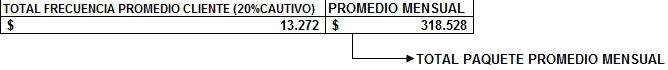 TOTAL FRECUENCIA PROMEDIO CLIENTE (20%CAUTIVO) PROMEDIO MENSUAL
$ 13.272 $ 318.528
TOTAL PAQUETE PROMEDIO MENSUAL